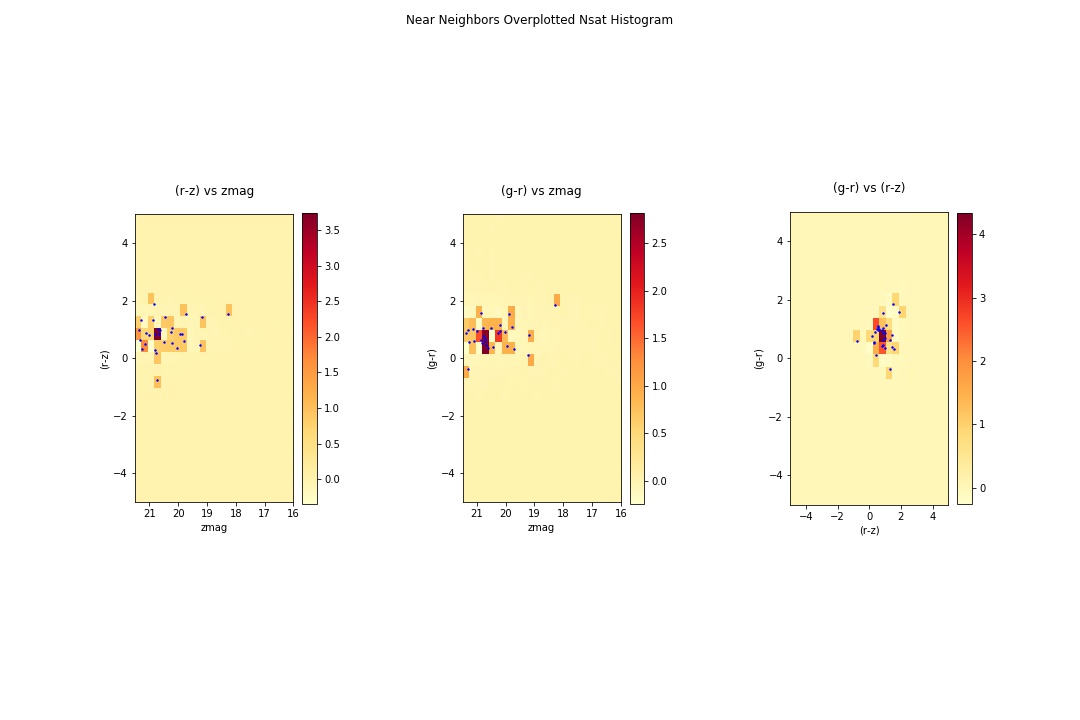 Near Neighbors Overplotted Nsat Histogram
(r-z) vs zmag
4
2
0
−2
−4
(r-z)
21 20 19 18 17 16
zmag
3.5
3.0
2.5
2.0
1.5
1.0
0.5
0.0
(g-r) vs zmag
4
2
0
−2
−4
(g-r)
21 20 19 18 17 16
zmag
2.5
2.0
1.5
1.0
0.5
0.0
(g-r) vs (r-z)
4
2
0
−2
−4
(g-r)
−4 −2 0 2 4
(r-z)
4
3
2
1
0